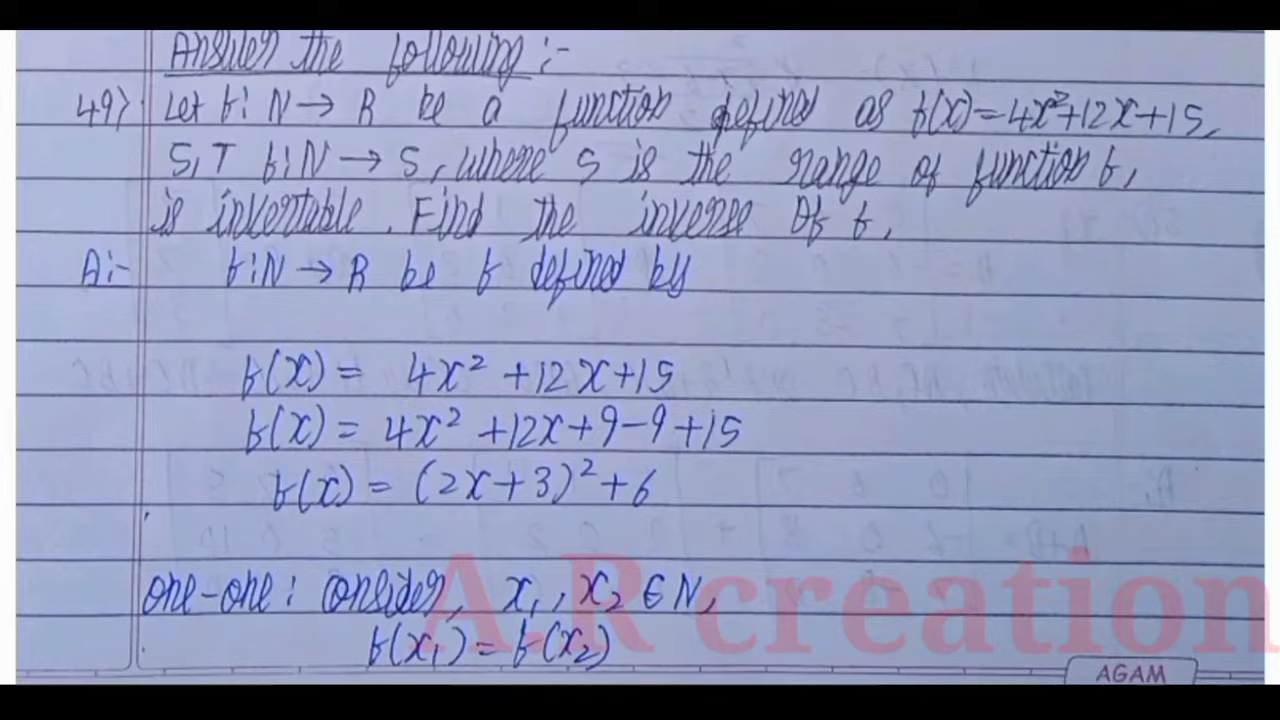 Answer the following :-
49) Let f: N → R be a function defined as f(x) = 4x²+12x+15,
S.T f: N → S, where S is the range of function f,
is invertable. Find the inverse of f.
A:- f: N → R be f defined by
f(x) = 4x² +12x+15
f(x) = 4x² +12x+9-9+15
f(x) = (2x+3)² +6
one-one: consider, x₁, x₂ ∈ N,
f(x₁) = f(x₂)
A.R creation
AGAM